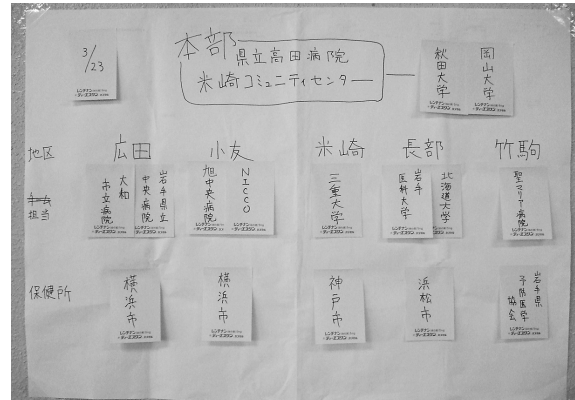 3/23
本部
県立高田病院
米崎コミュニティセンター
秋田大学
岡山大学
地区
広田
小友
米崎
長部
竹駒
担当
大和
市立病院
岩手県立
中央病院
旭中央病院
NICCO
三重大学
岩手
医科大学
北海道大学
聖マリアー病院
保健所
横浜市
横浜市
神戸市
浜松市
岩手県
予防医学
協会